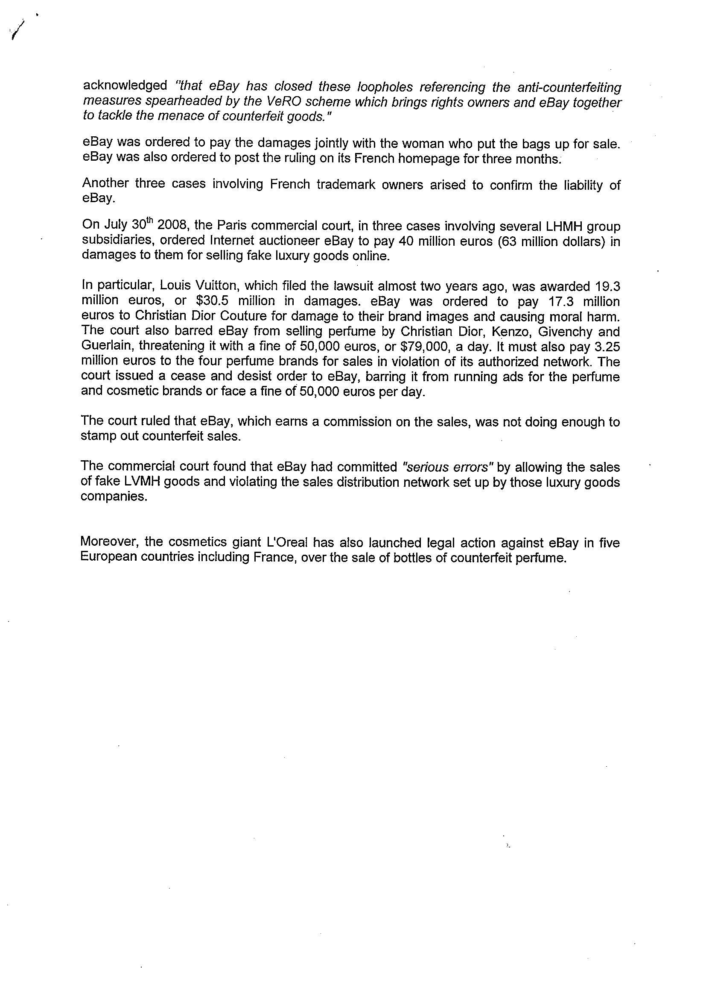 acknowledged "that eBay has closed these loopholes referencing the anti-counterfeiting
measures spearheaded by the VeRO scheme which brings rights owners and eBay together
to tackle the menace of counterfeit goods."
eBay was ordered to pay the damages jointly with the woman who put the bags up for sale.
eBay was also ordered to post the ruling on its French homepage for three months.
Another three cases involving French trademark owners arised to confirm the liability of
eBay.
On July 30th 2008, the Paris commercial court, in three cases involving several LHMH group
subsidiaries, ordered Internet auctioneer eBay to pay 40 million euros (63 million dollars) in
damages to them for selling fake luxury goods online.
In particular, Louis Vuitton, which filed the lawsuit almost two years ago, was awarded 19.3
million euros, or $30.5 million in damages. eBay was ordered to pay 17.3 million
euros to Christian Dior Couture for damage to their brand images and causing moral harm.
The court also barred eBay from selling perfume by Christian Dior, Kenzo, Givenchy and
Guerlain, threatening it with a fine of 50,000 euros, or $79,000, a day. It must also pay 3.25
million euros to the four perfume brands for sales in violation of its authorized network. The
court issued a cease and desist order to eBay, barring it from running ads for the perfume
and cosmetic brands or face a fine of 50,000 euros per day.
The court ruled that eBay, which earns a commission on the sales, was not doing enough to
stamp out counterfeit sales.
The commercial court found that eBay had committed "serious errors" by allowing the sales
of fake LVMH goods and violating the sales distribution network set up by those luxury goods
companies.
Moreover, the cosmetics giant L'Oreal has also launched legal action against eBay in five
European countries including France, over the sale of bottles of counterfeit perfume.